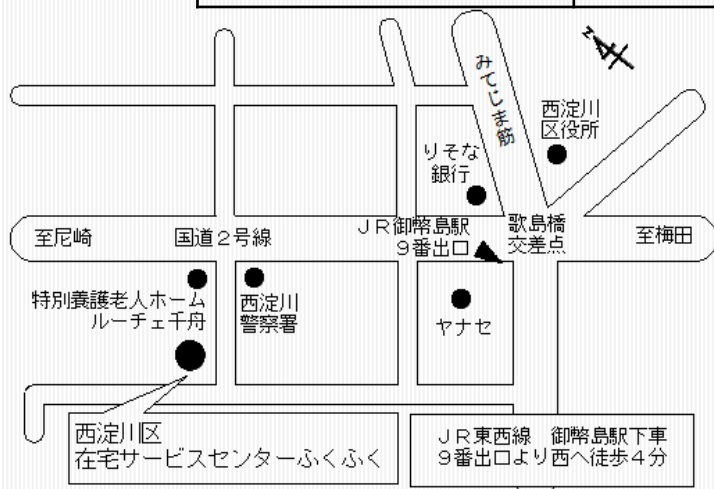 Z
みてじま筋
西淀川
区役所
りそな
銀行
至尼崎
国道2号線
JR御幣島駅
9番出口
歌島橋
交差点
至梅田
特別養護老人ホーム
ルーチェ千舟
西淀川
警察署
ヤナセ
西淀川区
在宅サービスセンターふくふく
JR東西線 御幣島駅下車
9番出口より西へ徒歩4分